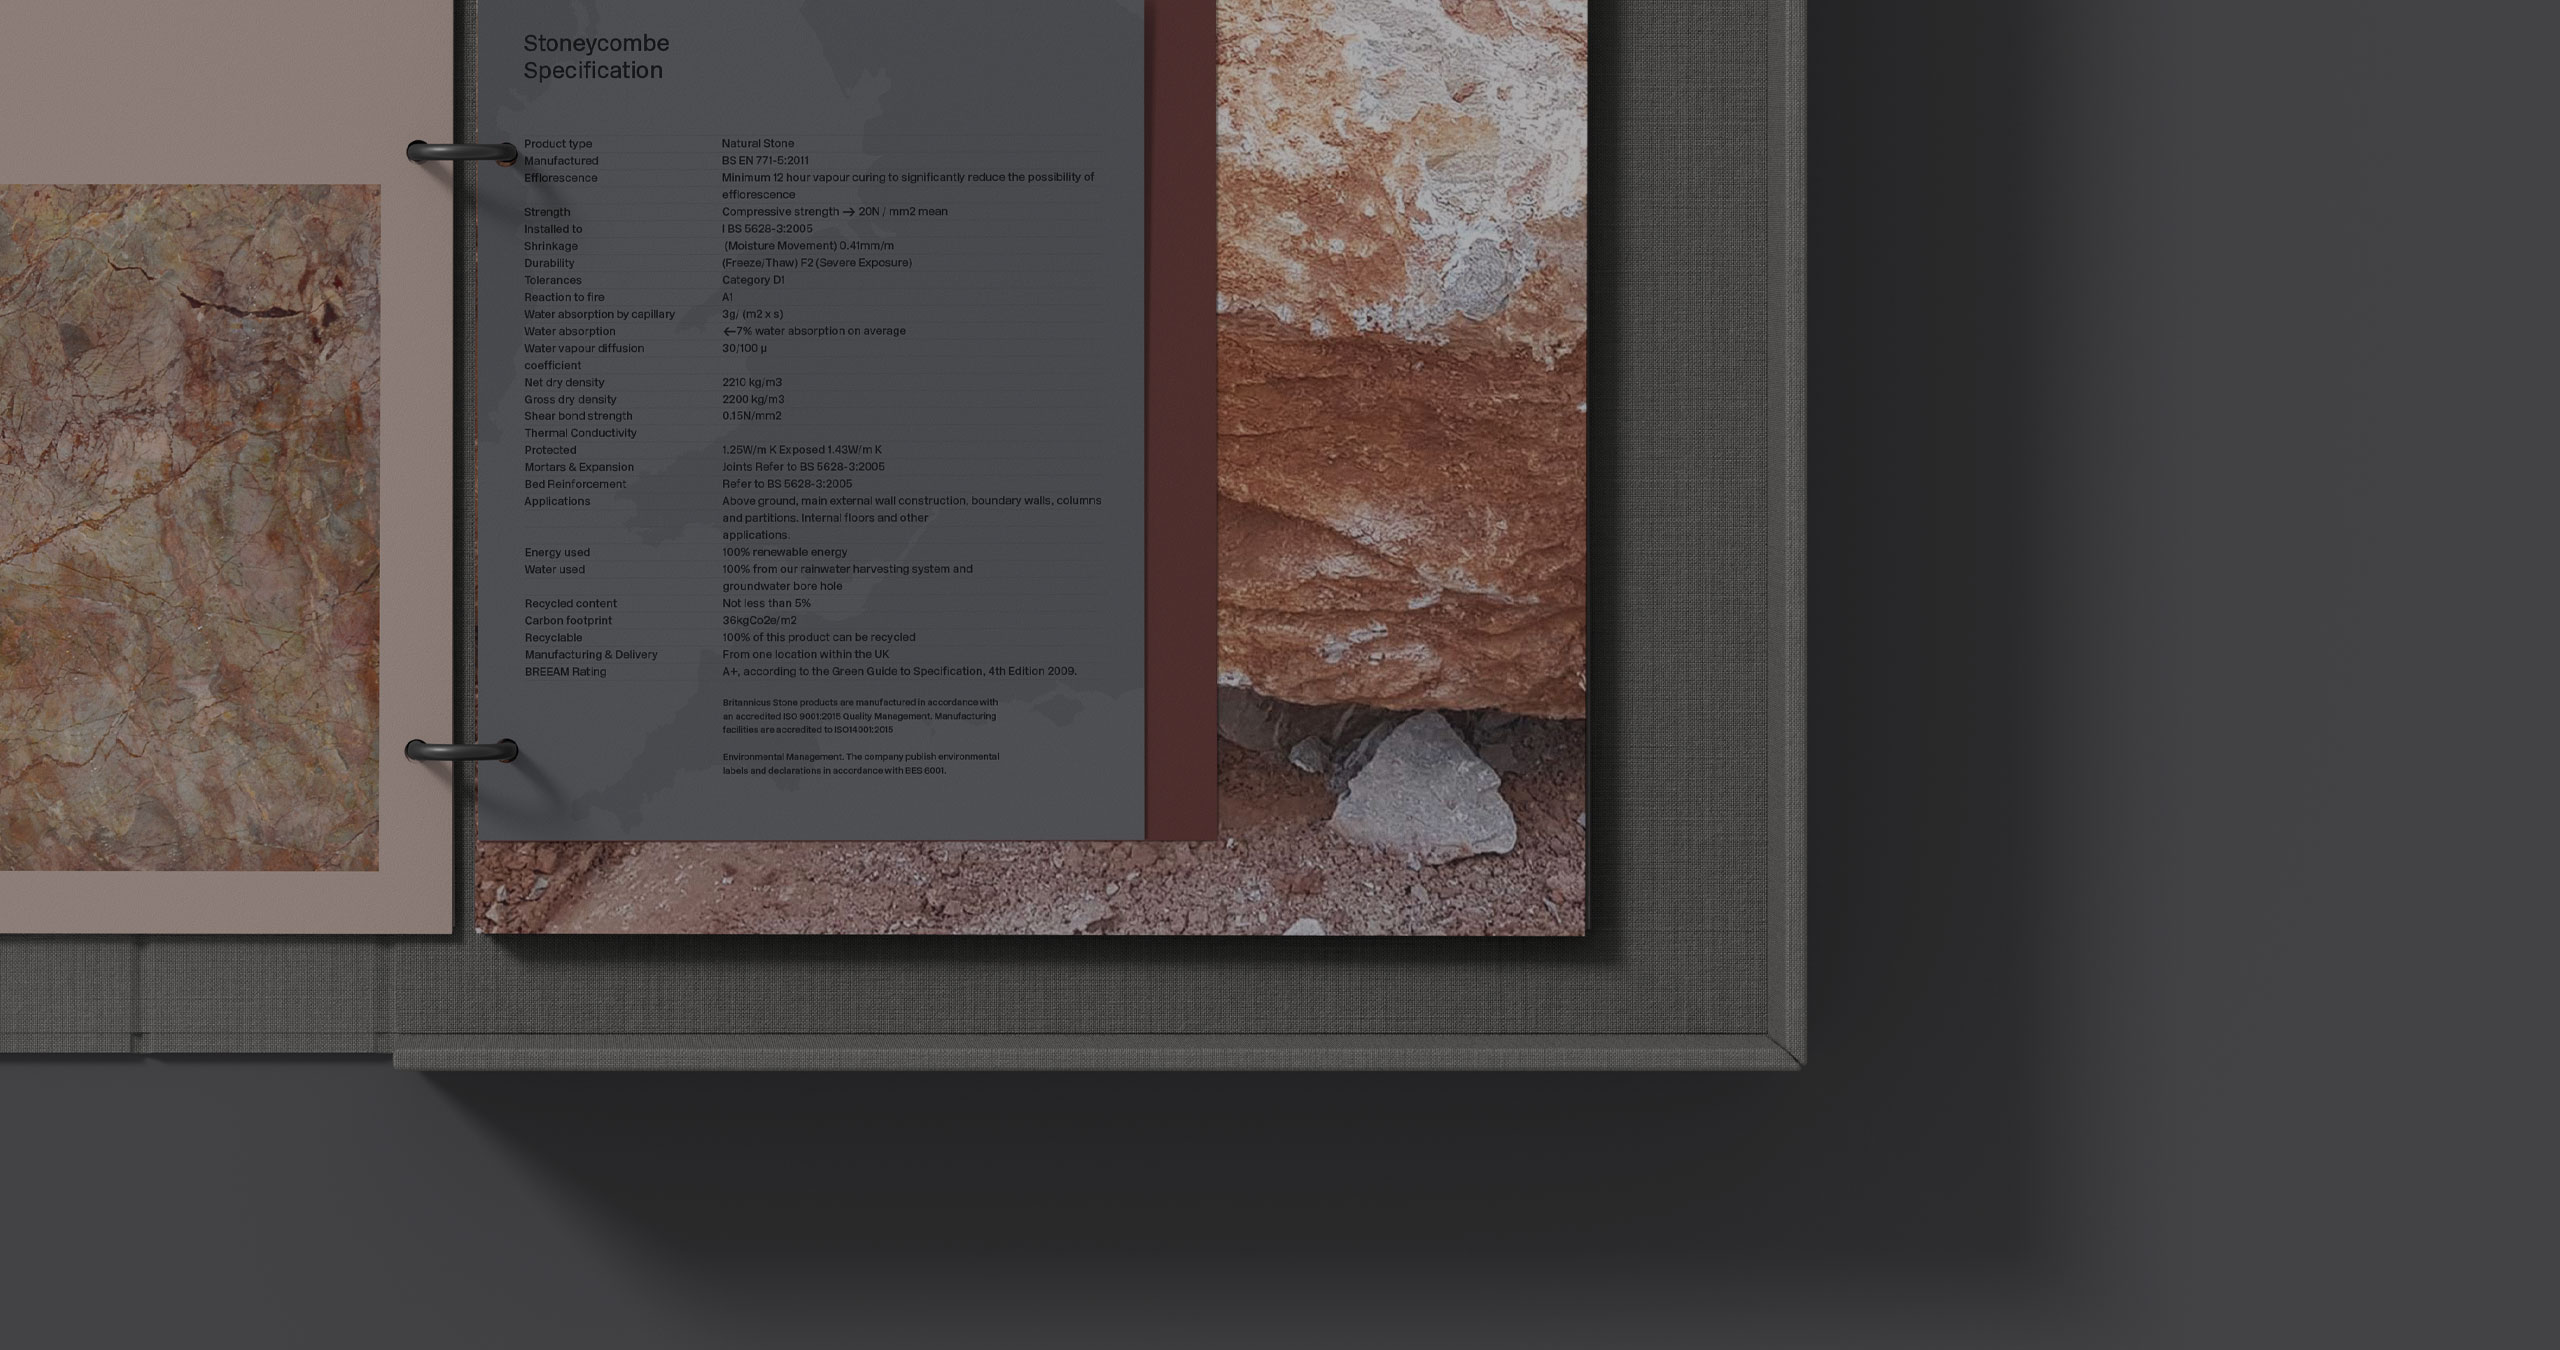 Stoneycombe
Specification
Product type Natural Stone
Manufactured BS EN 771-5:2011
Efflorescence Minimum 12 hour vapour curing to significantly reduce the possibility of
efflorescence
Strength Compressive strength → 20N / mm2 mean
Installed to I BS 5628-3:2005
Shrinkage (Moisture Movement) 0.41mm/m
Durability (Freeze/Thaw) F2 (Severe Exposure)
Tolerances Category D1
Reaction to fire A1
Water absorption by capillary 3g/ (m2 x s)
Water absorption ←7% water absorption on average
Water vapour diffusion 30/100 µ
coefficient
Net dry density 2210 kg/m3
Gross dry density 2200 kg/m3
Shear bond strength 0.15N/mm2
Thermal Conductivity
Protected 1.25W/m K Exposed 1.43W/m K
Mortars & Expansion Joints Refer to BS 5628-3:2005
Bed Reinforcement Refer to BS 5628-3:2005
Applications Above ground, main external wall construction, boundary walls, columns
and partitions. Internal floors and other
applications.
Energy used 100% renewable energy
Water used 100% from our rainwater harvesting system and
groundwater bore hole
Recycled content Not less than 5%
Carbon footprint 36kgCo2e/m2
Recyclable 100% of this product can be recycled
Manufacturing & Delivery From one location within the UK
BREEAM Rating A+, according to the Green Guide to Specification, 4th Edition 2009.
Britannicus Stone products are manufactured in accordance with
an accredited ISO 9001:2015 Quality Management. Manufacturing
facilities are accredited to ISO14001:2015
Environmental Management. The company publish environmental
labels and declarations in accordance with BES 6001.